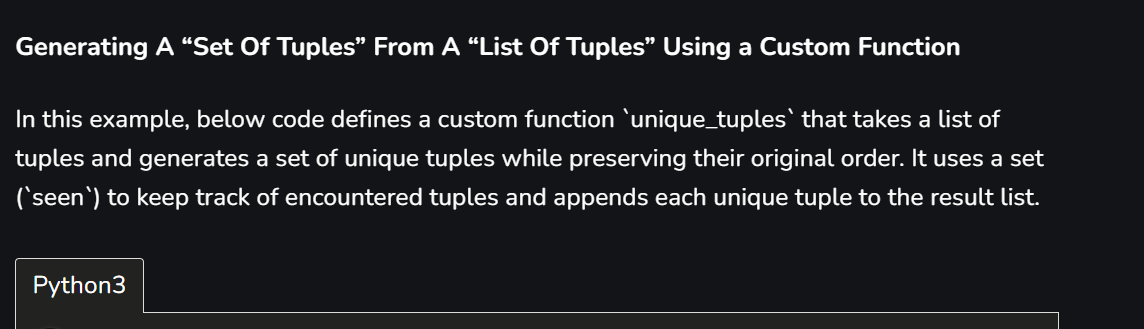 Generating A “Set Of Tuples” From A “List Of Tuples” Using a Custom Function
In this example, below code defines a custom function `unique_tuples` that takes a list of
tuples and generates a set of unique tuples while preserving their original order. It uses a set
(`seen`) to keep track of encountered tuples and appends each unique tuple to the result list.
Python3